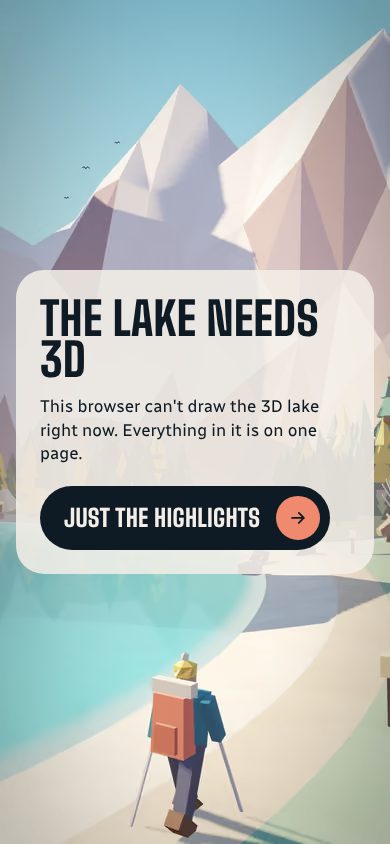 THE LAKE NEEDS
3D
This browser can't draw the 3D lake
right now. Everything in it is on one
page.
JUST THE HIGHLIGHTS